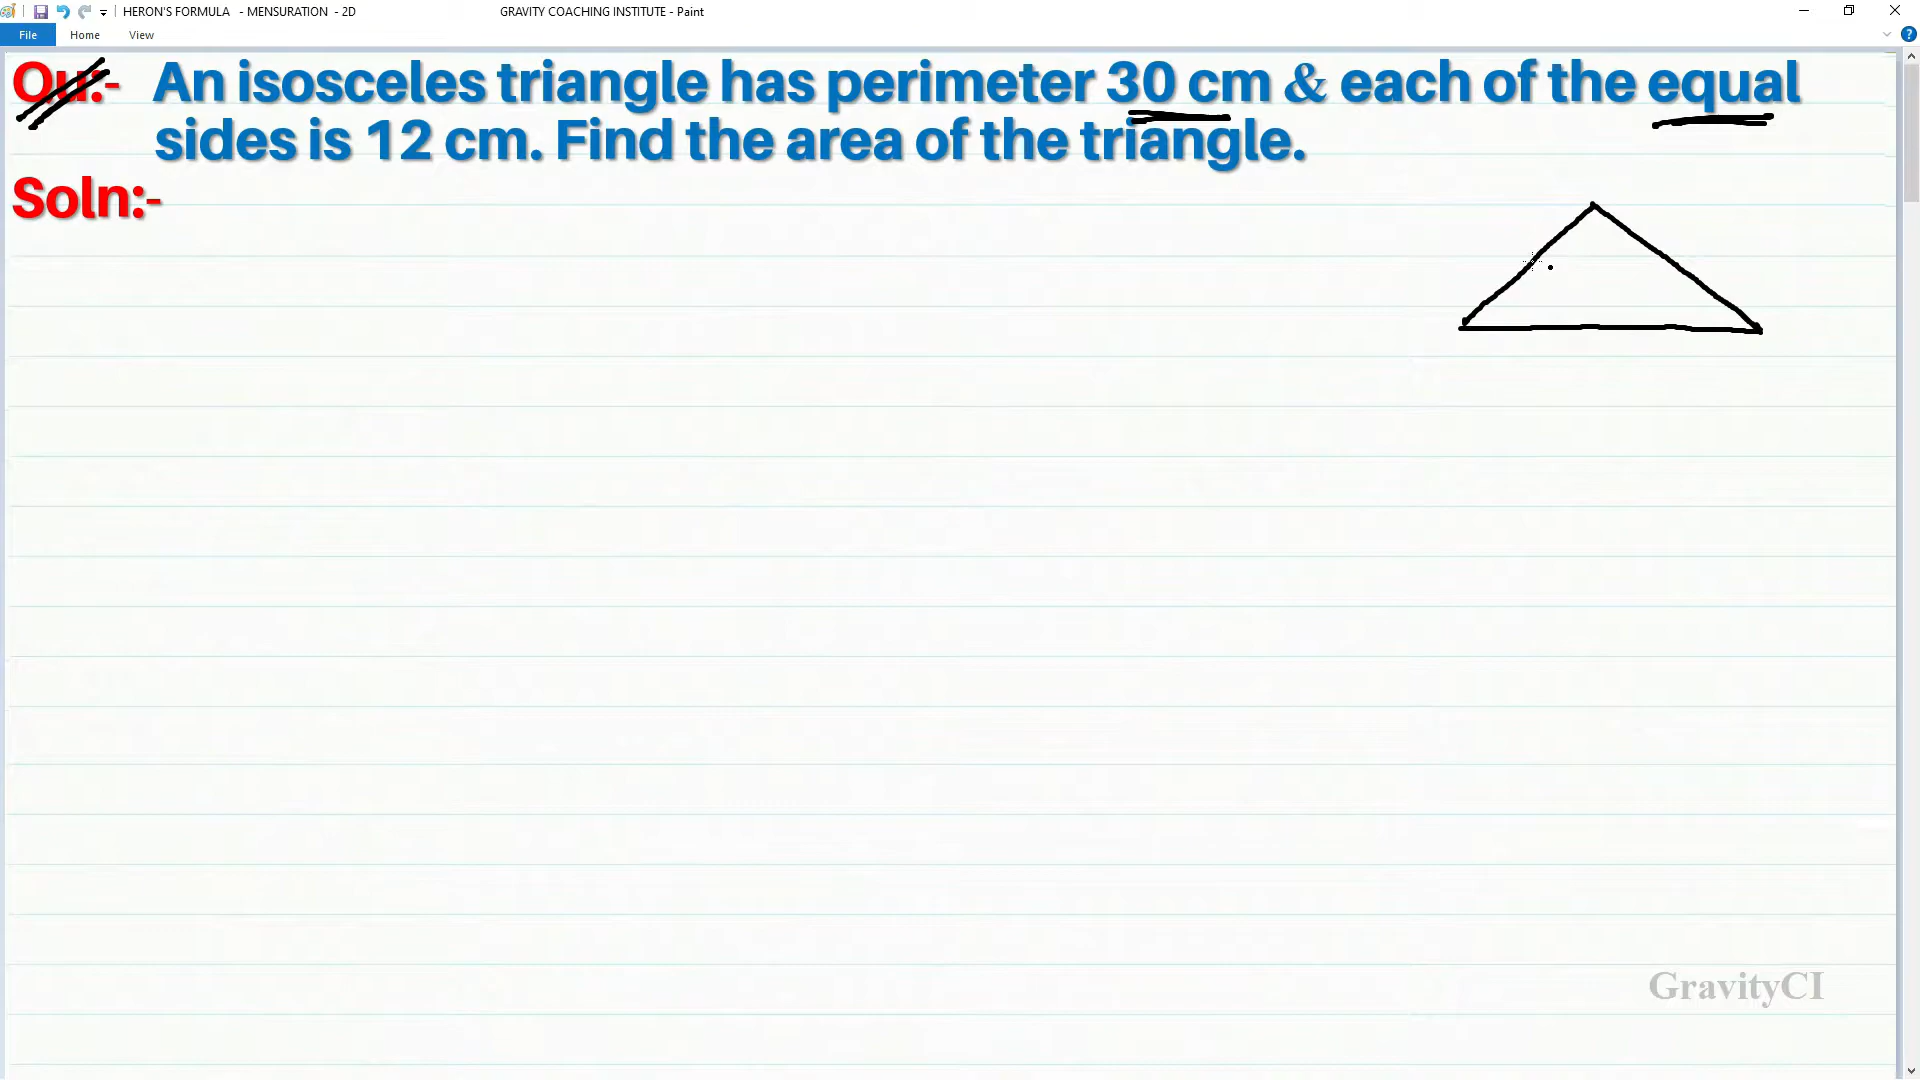 HERON'S FORMULA - MENSURATION - 2D GRAVITY COACHING INSTITUTE - Paint
File Home View
Qu:- An isosceles triangle has perimeter 30 cm & each of the equal
sides is 12 cm. Find the area of the triangle.
Soln:-
GravityCI